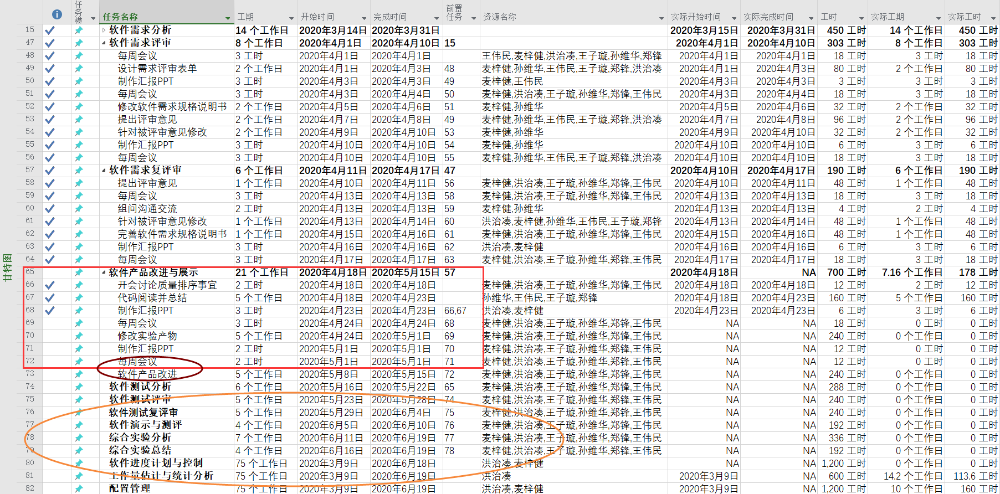 任务模 任务名称 工期 开始时间 完成时间 前置任务 资源名称 实际开始时间 实际完成时间 工时 实际工期 实际工时
15 软件需求分析 14 个工作日 2020年3月14日 2020年3月31日 2020年3月15日 2020年3月31日 450 工时 14 个工作日 450 工时
47 软件需求评审 8 个工作日 2020年4月1日 2020年4月10日 15 2020年4月1日 2020年4月10日 303 工时 8 个工作日 303 工时
48 每周会议 3 工时 2020年4月1日 2020年4月1日 王伟民,麦梓健,洪治凑,王子璇,孙维华,郑锋 2020年4月1日 2020年4月1日 18 工时 3 工时 18 工时
49 设计需求评审表单 2 个工作日 2020年4月1日 2020年4月3日 48 麦梓健,孙维华,王伟民,王子璇,郑锋,洪治凑 2020年4月1日 2020年4月3日 80 工时 2 个工作日 80 工时
50 制作汇报PPT 3 工时 2020年4月3日 2020年4月3日 49 麦梓健,王伟民 2020年4月3日 2020年4月3日 3 工时 3 工时 3 工时
51 每周会议 3 工时 2020年4月3日 2020年4月4日 50 麦梓健,洪治凑,王子璇,孙维华,郑锋,王伟民 2020年4月3日 2020年4月4日 18 工时 3 工时 18 工时
52 修改软件需求规格说明书 2 个工作日 2020年4月5日 2020年4月6日 51 麦梓健,孙维华 2020年4月5日 2020年4月6日 32 工时 2 个工作日 32 工时
53 提出评审意见 2 个工作日 2020年4月7日 2020年4月8日 49 麦梓健,孙维华,王伟民,王子璇,郑锋,洪治凑 2020年4月7日 2020年4月8日 96 工时 2 个工作日 96 工时
54 针对被评审意见修改 2 个工作日 2020年4月9日 2020年4月10日 53 麦梓健,孙维华 2020年4月9日 2020年4月10日 32 工时 2 个工作日 32 工时
55 制作汇报PPT 3 工时 2020年4月10日 2020年4月10日 54 麦梓健,孙维华 2020年4月10日 2020年4月10日 6 工时 3 工时 6 工时
56 每周会议 3 工时 2020年4月10日 2020年4月10日 55 麦梓健,孙维华,王伟民,王子璇,郑锋,洪治凑 2020年4月10日 2020年4月10日 18 工时 3 工时 18 工时
57 软件需求复评审 6 个工作日 2020年4月11日 2020年4月17日 47 2020年4月10日 2020年4月17日 190 工时 6 个工作日 190 工时
58 提出评审意见 1 个工作日 2020年4月10日 2020年4月11日 56 麦梓健,洪治凑,王子璇,孙维华,郑锋,王伟民 2020年4月10日 2020年4月11日 48 工时 1 个工作日 48 工时
59 每周会议 3 工时 2020年4月13日 2020年4月13日 58 麦梓健,洪治凑,王子璇,孙维华,郑锋,王伟民 2020年4月13日 2020年4月13日 18 工时 3 工时 18 工时
60 组间沟通交流 2 工时 2020年4月13日 2020年4月13日 59 麦梓健,孙维华 2020年4月13日 2020年4月13日 4 工时 2 工时 4 工时
61 针对被评审意见修改 1 个工作日 2020年4月13日 2020年4月14日 60 洪治凑,麦梓健,孙维华,王伟民,王子璇,郑锋 2020年4月13日 2020年4月14日 48 工时 1 个工作日 48 工时
62 完善软件需求规格说明书 1 个工作日 2020年4月15日 2020年4月16日 61 麦梓健,洪治凑,王子璇,孙维华,郑锋,王伟民 2020年4月15日 2020年4月16日 48 工时 1 个工作日 48 工时
63 制作汇报PPT 3 工时 2020年4月16日 2020年4月16日 62 洪治凑,麦梓健 2020年4月16日 2020年4月16日 6 工时 3 工时 6 工时
64 每周会议 3 工时 2020年4月17日 2020年4月17日 63 麦梓健,洪治凑,王子璇,孙维华,郑锋,王伟民 2020年4月17日 2020年4月17日 18 工时 3 工时 18 工时
甘特图
65 软件产品改进与展示 21 个工作日 2020年4月18日 2020年5月15日 57 2020年4月18日 NA 700 工时 7.16 个工作日 178 工时
66 开会讨论质量排序事宜 2 工时 2020年4月18日 2020年4月18日 麦梓健,洪治凑,王子璇,孙维华,郑锋,王伟民 2020年4月18日 2020年4月18日 12 工时 2 工时 12 工时
67 代码阅读并总结 5 个工作日 2020年4月18日 2020年4月23日 孙维华,王伟民,王子璇,郑锋 2020年4月18日 2020年4月23日 160 工时 5 个工作日 160 工时
68 制作汇报PPT 3 工时 2020年4月23日 2020年4月23日 66,67 洪治凑,麦梓健 2020年4月23日 2020年4月23日 6 工时 3 工时 6 工时
69 每周会议 3 工时 2020年4月24日 2020年4月24日 68 麦梓健,洪治凑,王子璇,孙维华,郑锋,王伟民 NA NA 18 工时 0 工时 0 工时
70 修改实验产物 5 个工作日 2020年4月24日 2020年5月1日 69 麦梓健,洪治凑,王子璇,孙维华,郑锋,王伟民 NA NA 240 工时 0 个工作日 0 工时
71 制作汇报PPT 2 工时 2020年5月1日 2020年5月1日 70 麦梓健,洪治凑,王子璇,孙维华,郑锋,王伟民 NA NA 12 工时 0 工时 0 工时
72 每周会议 2 工时 2020年5月1日 2020年5月1日 71 麦梓健,洪治凑,王子璇,孙维华,郑锋,王伟民 NA NA 12 工时 0 工时 0 工时
73 软件产品改进 5 个工作日 2020年5月8日 2020年5月15日 72 麦梓健,洪治凑,王子璇,孙维华,郑锋,王伟民 NA NA 240 工时 0 个工作日 0 工时
74 软件测试分析 6 个工作日 2020年5月16日 2020年5月22日 65 麦梓健,洪治凑,王子璇,孙维华,郑锋,王伟民 NA NA 288 工时 0 个工作日 0 工时
75 软件测试评审 5 个工作日 2020年5月23日 2020年5月28日 74 麦梓健,洪治凑,王子璇,孙维华,郑锋,王伟民 NA NA 240 工时 0 个工作日 0 工时
76 软件测试复评审 5 个工作日 2020年5月29日 2020年6月4日 75 麦梓健,洪治凑,王子璇,孙维华,郑锋,王伟民 NA NA 240 工时 0 个工作日 0 工时
77 软件演示与测评 4 个工作日 2020年6月5日 2020年6月10日 76 麦梓健,洪治凑,王子璇,孙维华,郑锋,王伟民 NA NA 192 工时 0 个工作日 0 工时
78 综合实验分析 7 个工作日 2020年6月11日 2020年6月19日 77 麦梓健,洪治凑,王子璇,孙维华,郑锋,王伟民 NA NA 336 工时 0 个工作日 0 工时
79 综合实验总结 4 个工作日 2020年6月16日 2020年6月19日 78 麦梓健,洪治凑,王子璇,孙维华,郑锋,王伟民 NA NA 192 工时 0 个工作日 0 工时
80 软件进度计划与控制 75 个工作日 2020年3月9日 2020年6月18日 洪治凑,麦梓健 NA NA 1,200 工时 0 个工作日 0 工时
81 工作量估计与统计分析 75 个工作日 2020年3月9日 2020年6月19日 洪治凑 2020年3月9日 NA 600 工时 14.2 个工作日 113.6 工时
82 配置管理 75 个工作日 2020年3月9日 2020年6月19日 洪治凑,麦梓健 2020年3月9日 NA 1,200 工时 10 个工作日 160 工时